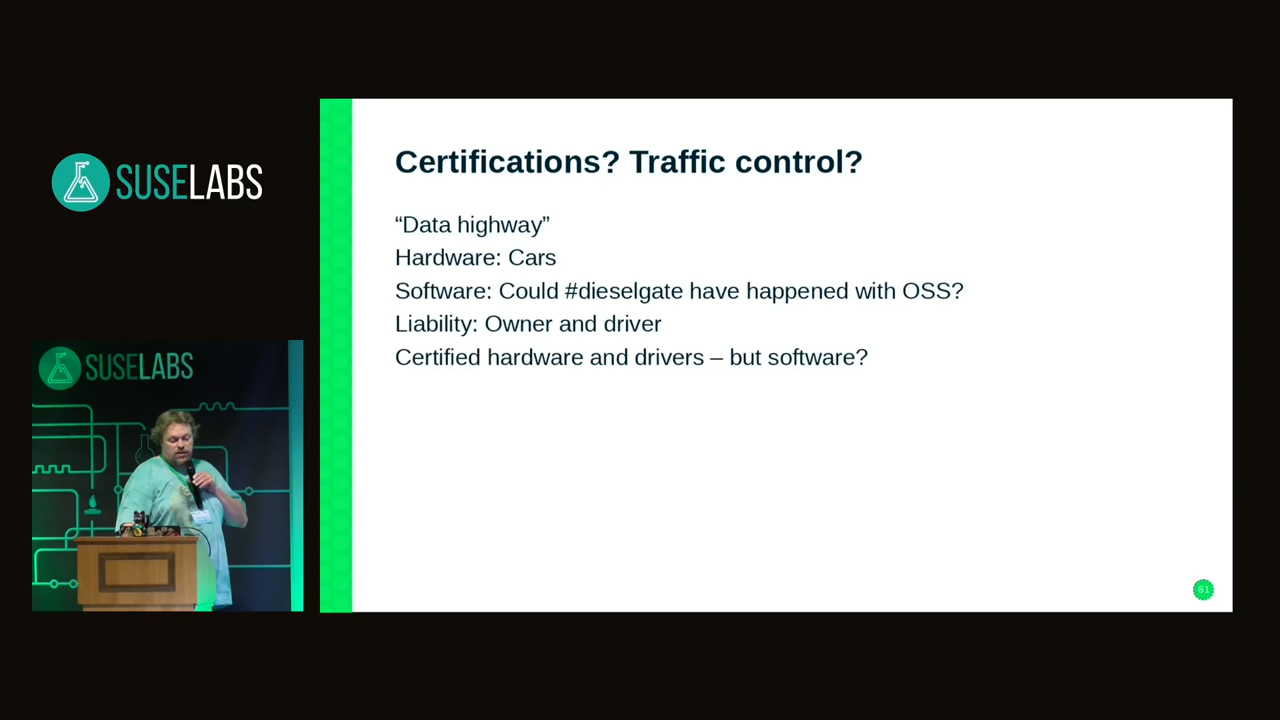 SUSELABS
Certifications? Traffic control?
“Data highway”
Hardware: Cars
Software: Could #dieselgate have happened with OSS?
Liability: Owner and driver
Certified hardware and drivers – but software?
SUSELABS
61